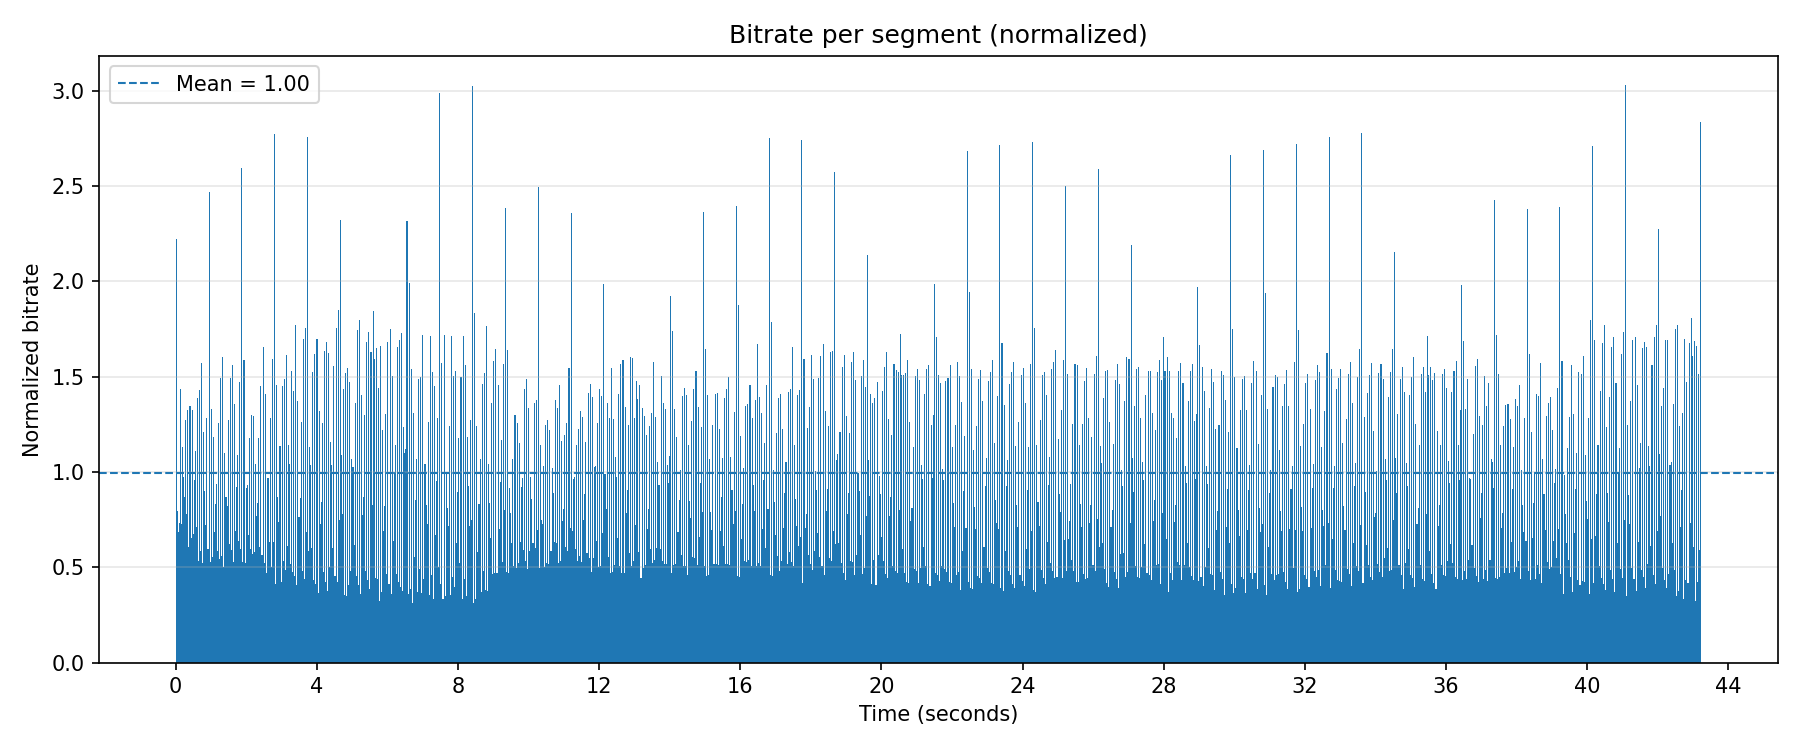 Bitrate per segment (normalized)
Mean = 1.00
3.0
2.5
2.0
1.5
1.0
0.5
0.0
Normalized bitrate
0 4 8 12 16 20 24 28 32 36 40 44
Time (seconds)